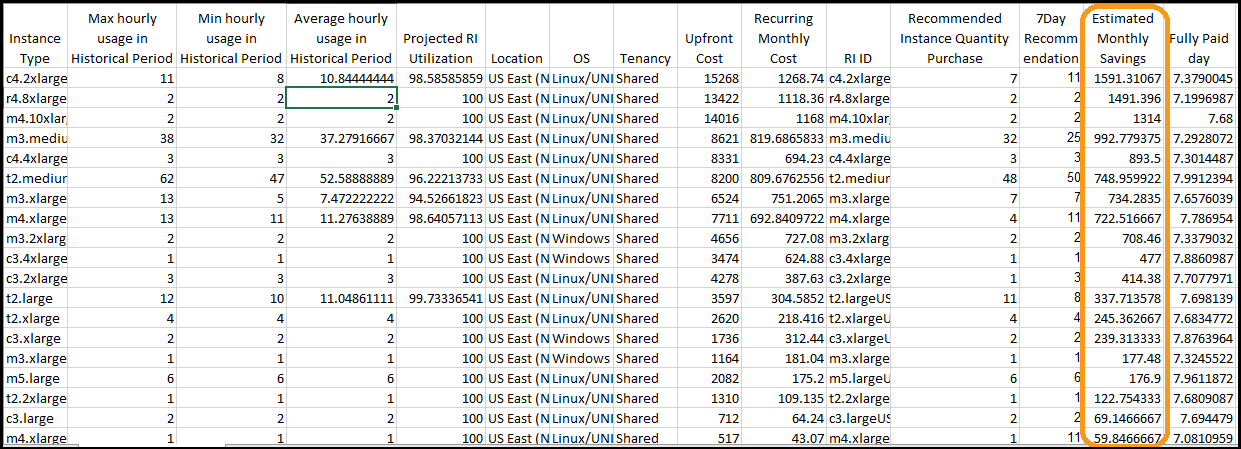 Max hourly Min hourly Average hourly Recurring Recommended 7Day Estimated
Instance usage in usage in usage in Projected RI Upfront Monthly Instance Quantity Recomm Monthly Fully Paid
Type Historical Period Historical Period Historical Period Utilization Location OS Tenancy Cost Cost RI ID Purchase endation Savings day
c4.2xlarge 11 8 10.84444444 98.58585859 US East (N Linux/UNI Shared 15268 1268.74 c4.2xlarge 7 11 1591.31067 7.3790045
r4.8xlarge 2 2 2 100 US East (N Linux/UNI Shared 13422 1118.36 r4.8xlarge 2 2 1491.396 7.1996987
m4.10xlar 2 2 2 100 US East (N Linux/UNI Shared 14016 1168 m4.10xlar 2 2 1314 7.68
m3.mediu 38 32 37.27916667 98.37032144 US East (N Linux/UNI Shared 8621 819.6865833 m3.mediu 32 25 992.779375 7.2928072
c4.4xlarge 3 3 3 100 US East (N Linux/UNI Shared 8331 694.23 c4.4xlarge 3 3 893.5 7.3014487
t2.mediur 62 47 52.58888889 96.22213733 US East (N Linux/UNI Shared 8200 809.6762556 t2.mediur 48 50 748.959922 7.9912394
m3.xlarge 13 5 7.472222222 94.52661823 US East (N Linux/UNI Shared 6524 751.2065 m3.xlarge 7 7 734.2835 7.6576039
m4.xlarge 13 11 11.27638889 98.64057113 US East (N Linux/UNI Shared 7711 692.8409722 m4.xlarge 4 11 722.516667 7.786954
m3.2xlarg 2 2 2 100 US East (N Windows Shared 4656 727.08 m3.2xlarg 2 2 708.46 7.3379032
c3.4xlarge 1 1 1 100 US East (N Windows Shared 3474 624.88 c3.4xlarge 1 1 477 7.8860987
c3.2xlarge 3 3 3 100 US East (N Linux/UNI Shared 4278 387.63 c3.2xlarge 1 3 414.38 7.7077971
t2.large 12 10 11.04861111 99.73336541 US East (N Linux/UNI Shared 3597 304.5852 t2.largeUS 11 8 337.713578 7.698139
t2.xlarge 4 4 4 100 US East (N Linux/UNI Shared 2620 218.416 t2.xlargeU 4 4 245.362667 7.6834772
c3.xlarge 2 2 2 100 US East (N Windows Shared 1736 312.44 c3.xlargeU 2 2 239.313333 7.8763964
m3.xlarge 1 1 1 100 US East (N Windows Shared 1164 181.04 m3.xlarge 1 1 177.48 7.3245522
m5.large 6 6 6 100 US East (N Linux/UNI Shared 2082 175.2 m5.largeU 6 6 176.9 7.9611872
t2.2xlarge 1 1 1 100 US East (N Linux/UNI Shared 1310 109.135 t2.2xlarge 1 1 122.754333 7.6809087
c3.large 2 2 2 100 US East (N Linux/UNI Shared 712 64.24 c3.largeUS 2 2 69.1466667 7.694479
m4.xlarge 1 1 1 100 US East (N Linux/UNI Shared 517 43.07 m4.xlarge 1 11 59.8466667 7.0810959